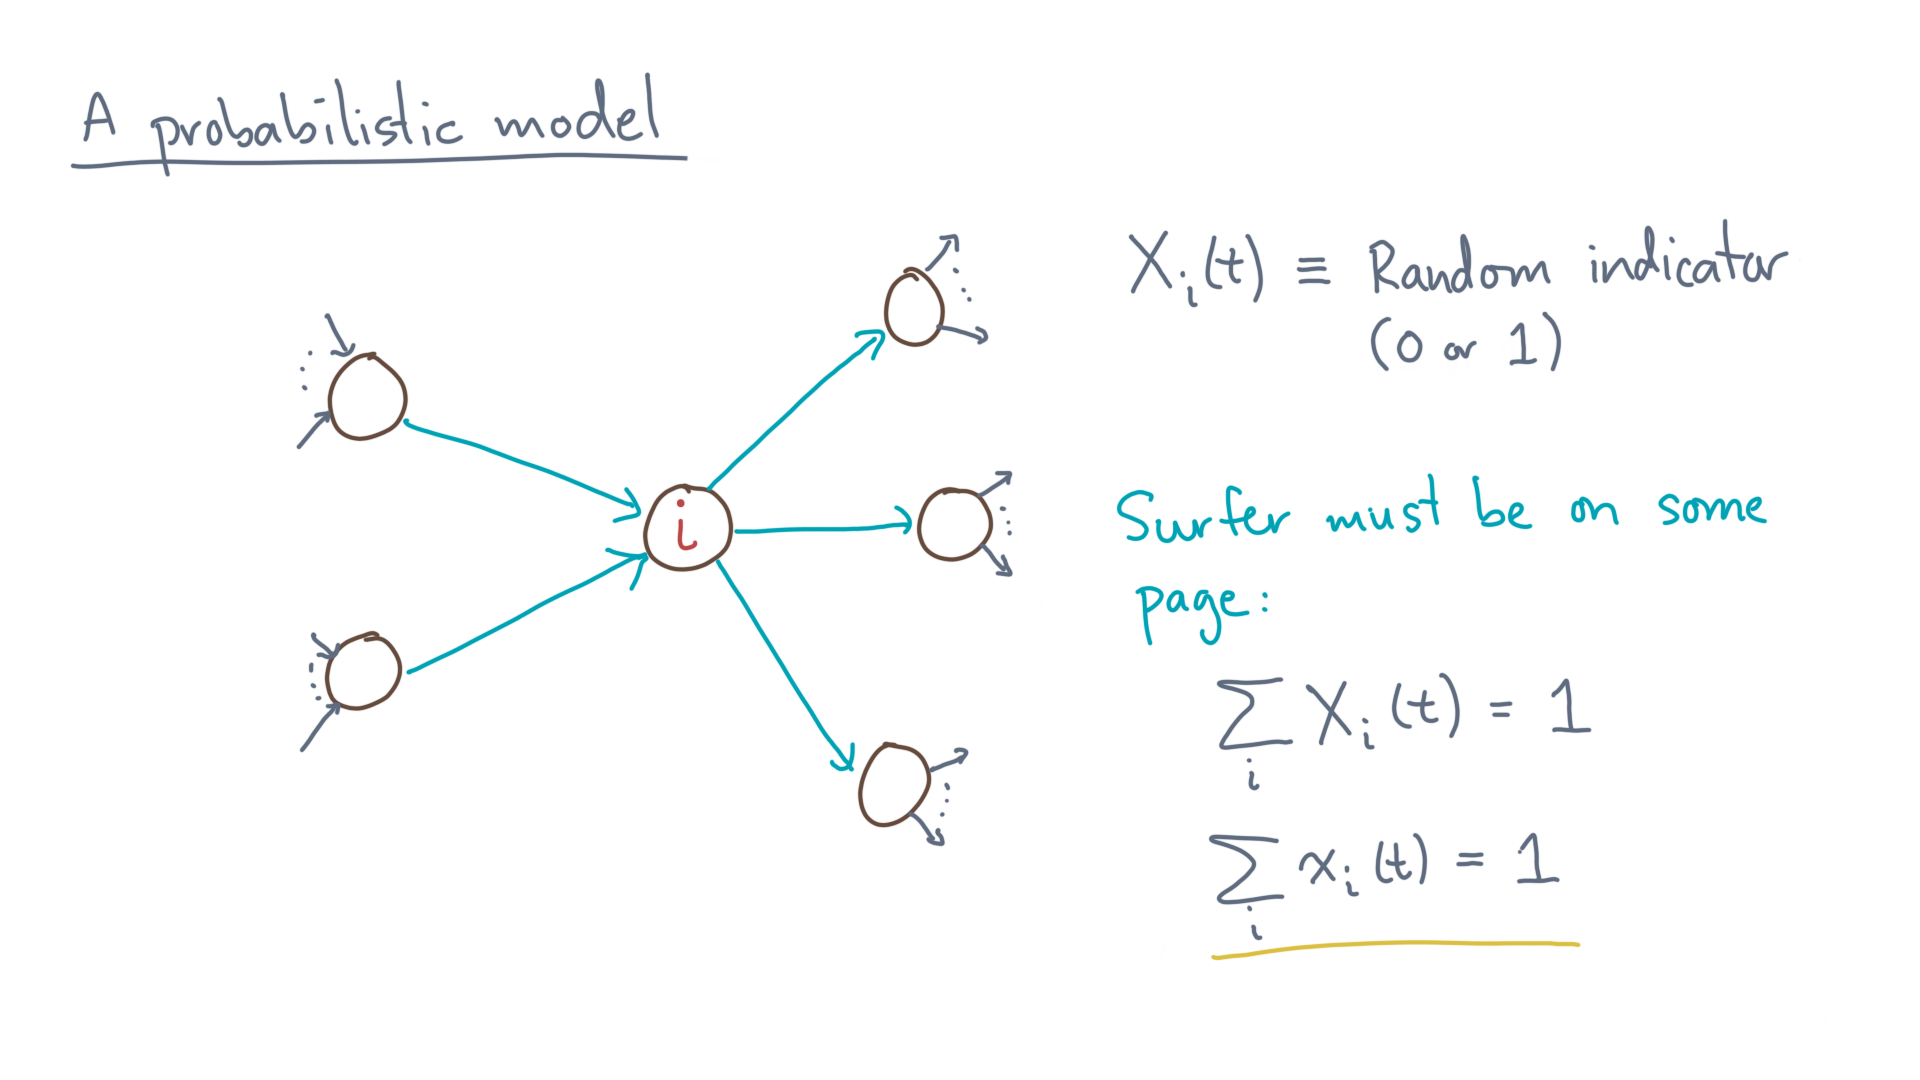 A probabilistic model
i
X_i(t) ≡ Random indicator
(0 or 1)
Surfer must be on some
page:
∑_i X_i(t) = 1
∑_i x_i(t) = 1